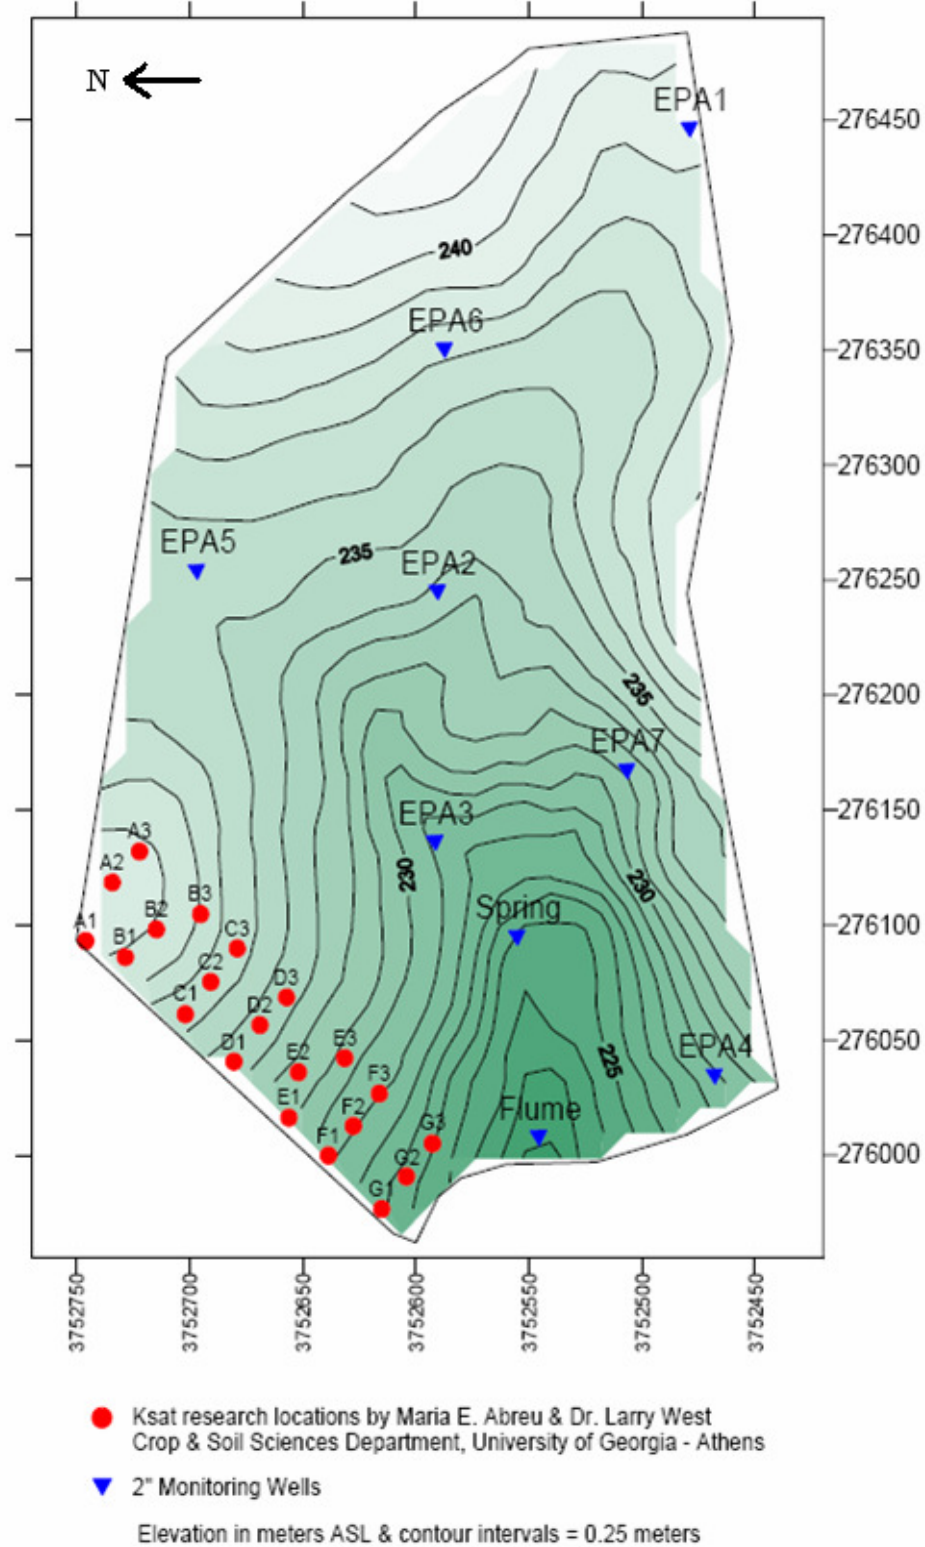 N
EPA1
276450
276400
240
EPA6
276350
276300
EPA5
235
EPA2
276250
235
276200
EPA7
276150
EPA3
A3
A2
230
230
B3
B2
Spring
A1
B1
C3
276100
C2
C1
D3
D2
D1
276050
E3
E2
225
EPA4
F3
E1
F2
Flume
G3
F1
276000
G2
G1
3752750
3752700
3752650
3752600
3752550
3752500
3752450
Ksat research locations by Maria E. Abreu & Dr. Larry West
Crop & Soil Sciences Department, University of Georgia - Athens
2" Monitoring Wells
Elevation in meters ASL & contour intervals = 0.25 meters